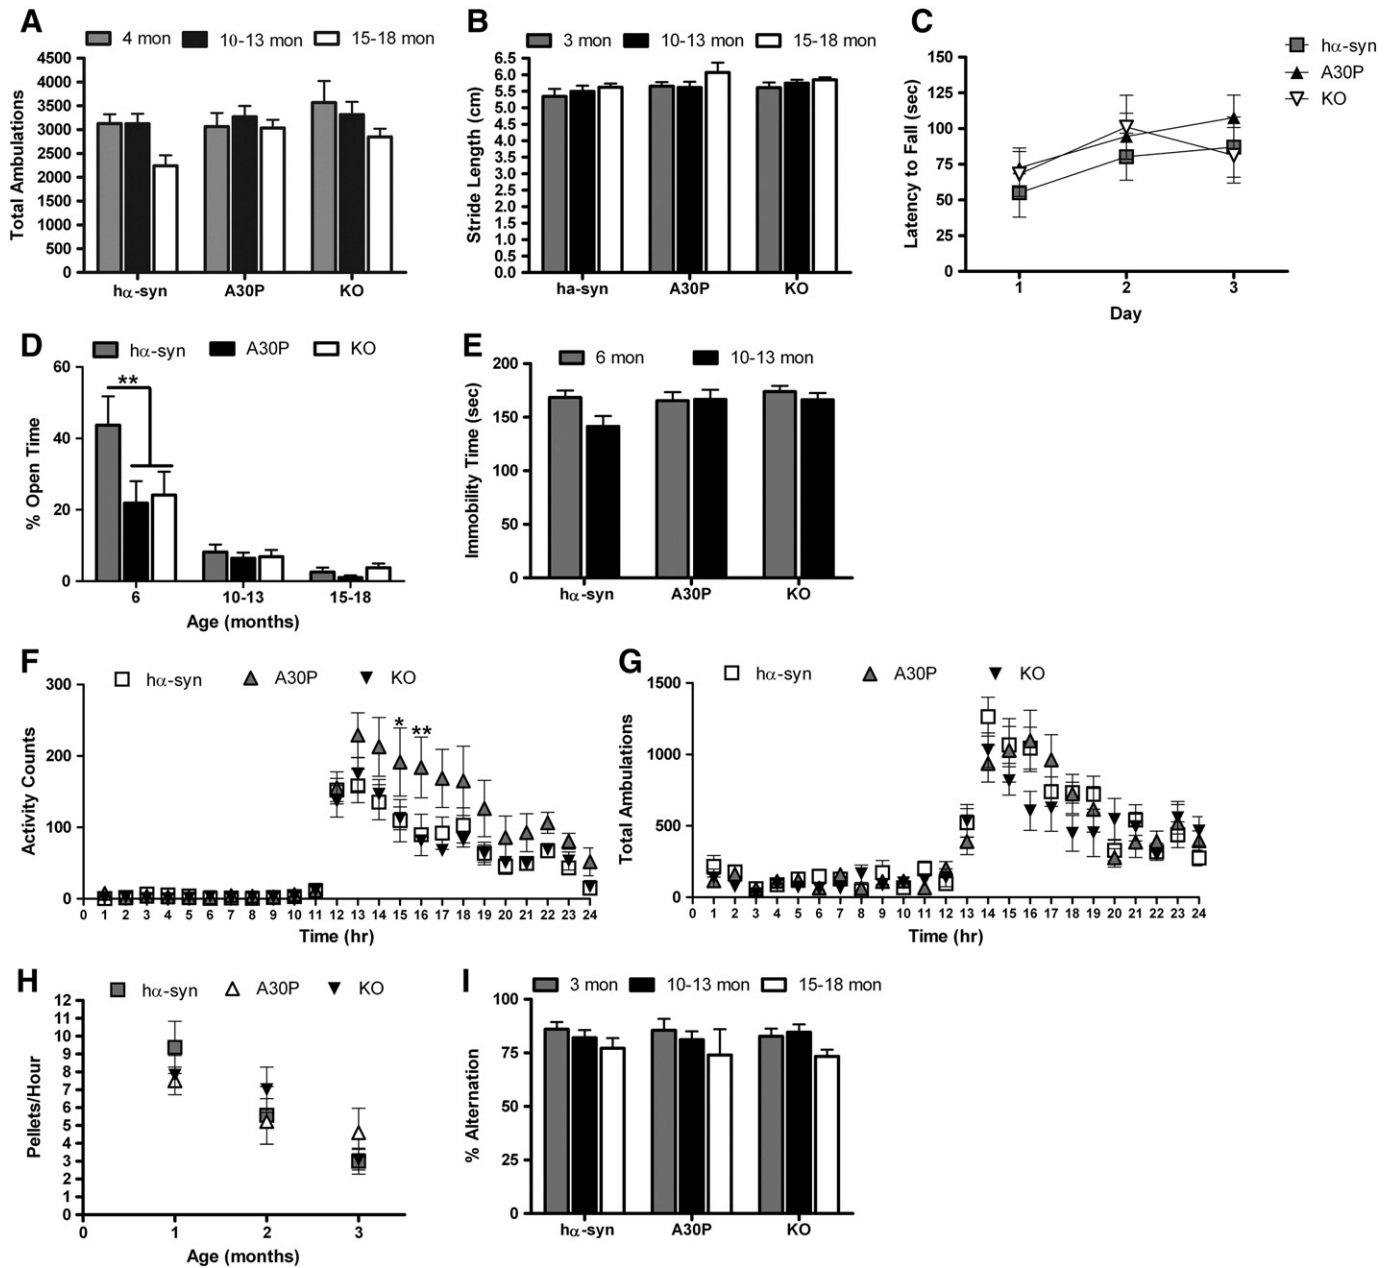 A
4 mon 10-13 mon 15-18 mon
Total Ambulations
4500
4000
3500
3000
2500
2000
1500
1000
500
0
hα-syn A30P KO
B
3 mon 10-13 mon 15-18 mon
Stride Length (cm)
6.5
6.0
5.5
5.0
4.5
4.0
3.5
3.0
2.5
2.0
1.5
1.0
0.5
0.0
ha-syn A30P KO
C
hα-syn
A30P
KO
Latency to Fall (sec)
150
125
100
75
50
25
0
1 2 3
Day
D
hα-syn A30P KO
% Open Time
60
40
20
0
**
6 10-13 15-18
Age (months)
E
6 mon 10-13 mon
Immobility Time (sec)
200
150
100
50
0
hα-syn A30P KO
F
hα-syn A30P KO
Activity Counts
300
200
100
0
* **
0 1 2 3 4 5 6 7 8 9 10 11 12 13 14 15 16 17 18 19 20 21 22 23 24
Time (hr)
G
hα-syn A30P KO
Total Ambulations
1500
1000
500
0
0 1 2 3 4 5 6 7 8 9 10 11 12 13 14 15 16 17 18 19 20 21 22 23 24
Time (hr)
H
hα-syn A30P KO
Pellets/Hour
12
11
10
9
8
7
6
5
4
3
2
1
0
0 1 2 3
Age (months)
I
3 mon 10-13 mon 15-18 mon
% Alternation
100
75
50
25
0
hα-syn A30P KO